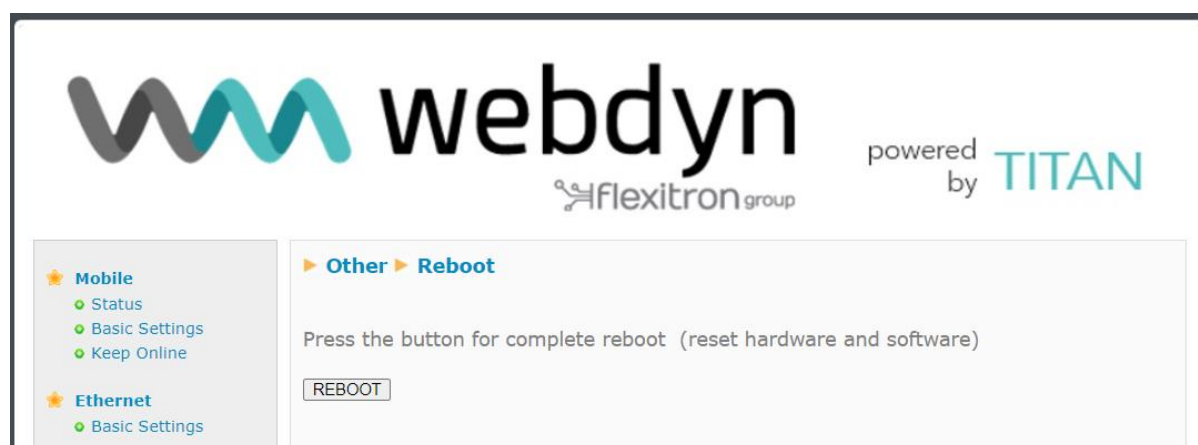 webdyn
flexitron group
powered
by TITAN
Mobile
Status
Basic Settings
Keep Online
Ethernet
Basic Settings
Other Reboot
Press the button for complete reboot (reset hardware and software)
REBOOT